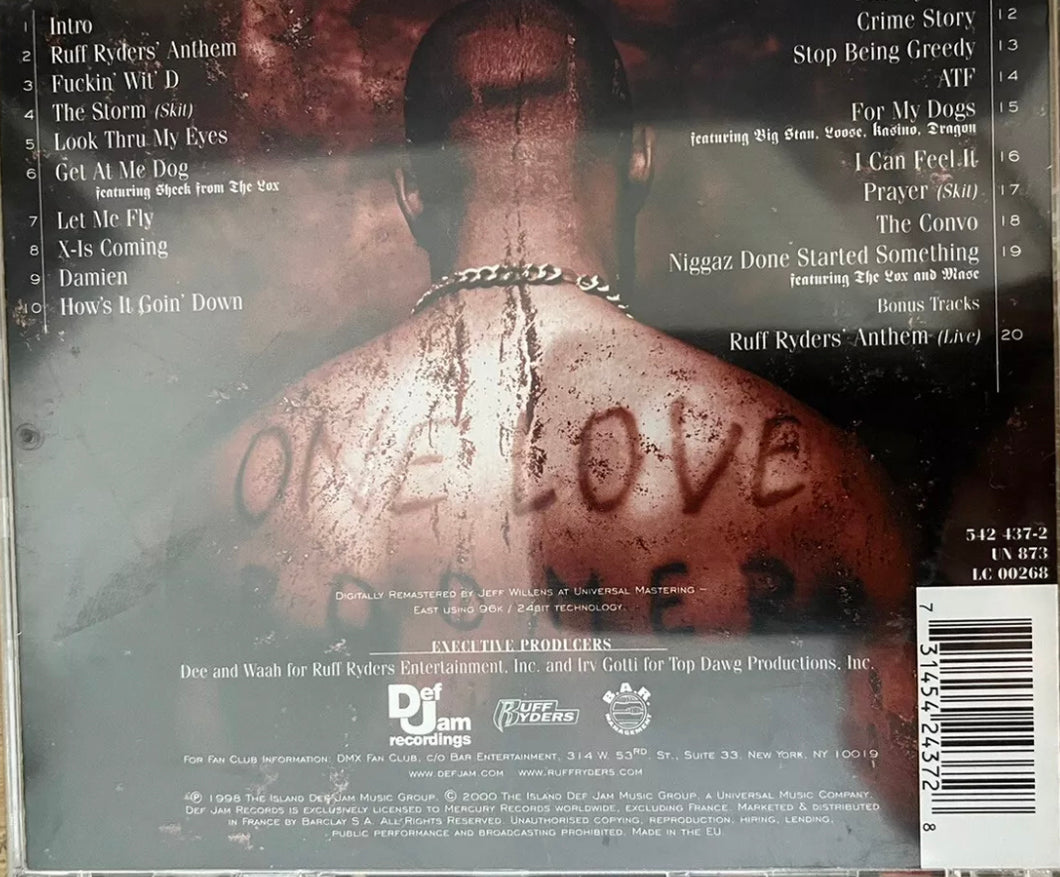 1 Intro
2 Ruff Ryders' Anthem
3 Fuckin' Wit' D
4 The Storm (Skit)
5 Look Thru My Eyes
6 Get At Me Dog
featuring Sheek from The Lox
7 Let Me Fly
8 X-Is Coming
9 Damien
10 How's It Goin' Down
Crime Story 12
Stop Being Greedy 13
ATF 14
For My Dogs 15
featuring Big Stan, Loose, Kasino, Dragon
I Can Feel It 16
Prayer (Skit) 17
The Convo 18
Niggaz Done Started Something 19
featuring The Lox and Mase
Bonus Tracks
Ruff Ryders' Anthem (Live) 20
ONE LOVE
BOOMER
542 437-2
UN 873
LC 00268
Digitally Remastered by Jeff Willens at Universal Mastering –
East using 96K / 24bit technology.
EXECUTIVE PRODUCERS
Dee and Waah for Ruff Ryders Entertainment, Inc. and Irv Gotti for Top Dawg Productions, Inc.
Def Jam recordings
RUFF RYDERS
B.A.R. MANAGEMENT
For Fan Club Information: DMX Fan Club, c/o Bar Entertainment, 314 W. 53RD St., Suite 33, New York, NY 10019
www.defjam.com www.ruffryders.com
℗ 1998 The Island Def Jam Music Group. © 2000 The Island Def Jam Music Group, a Universal Music Company.
Def Jam Records is exclusively licensed to Mercury Records worldwide, excluding France. Marketed & distributed
in France by Barclay S.A. All Rights Reserved. Unauthorised copying, reproduction, hiring, lending,
public performance and broadcasting prohibited. Made in the EU.
7 31454 24372 8